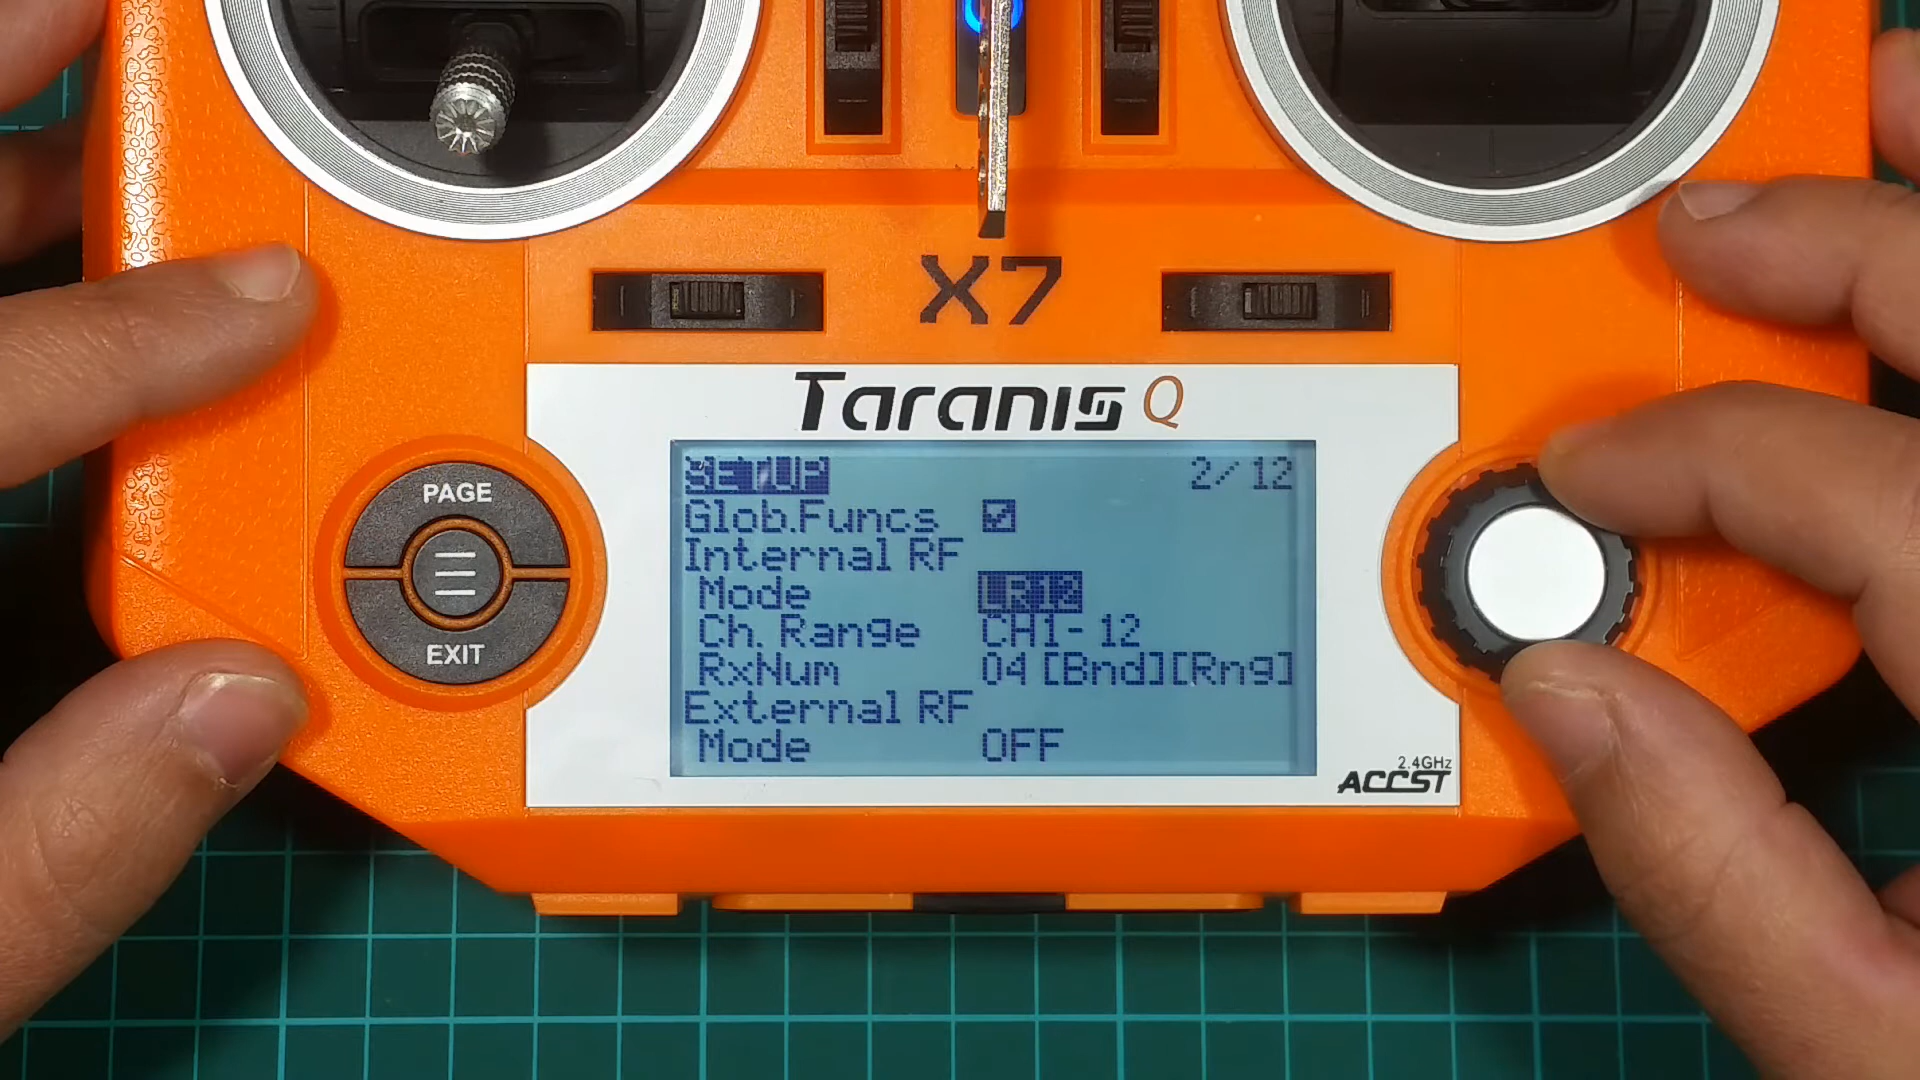 X7
Taranis Q
PAGE
EXIT
SETUP 2/12
Glob.Funcs
Internal RF
Mode LR12
Ch. Range CH1-12
RxNum 04 [Bnd][Rng]
External RF
Mode OFF
2.4GHz
ACCST